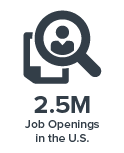 2.5M
Job Openings
in the U.S.